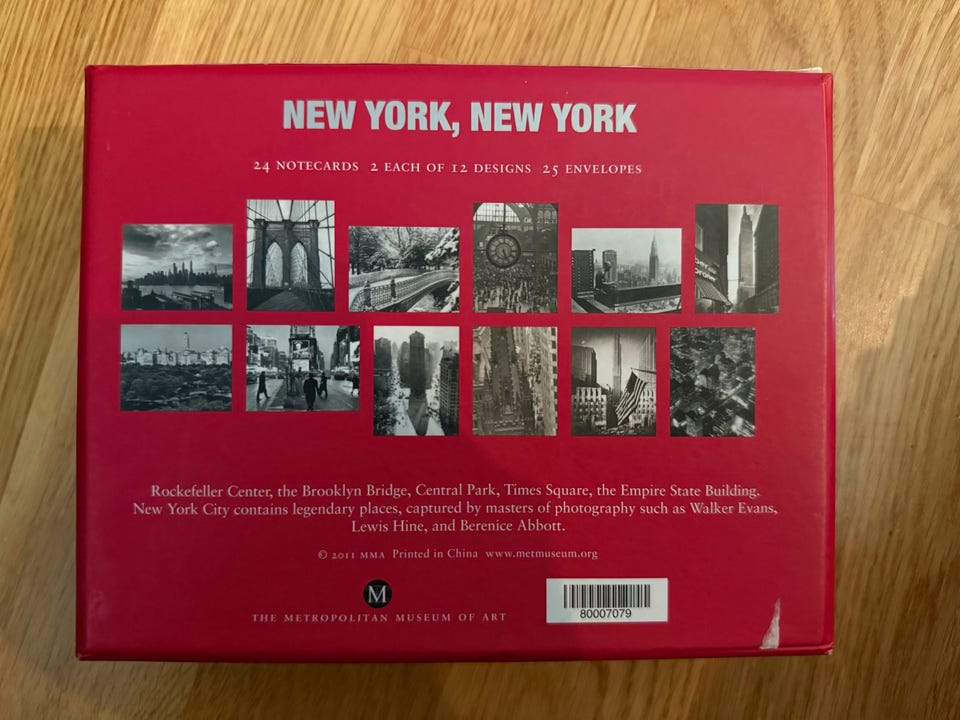 NEW YORK, NEW YORK
24 NOTECARDS 2 EACH OF 12 DESIGNS 25 ENVELOPES
Rockefeller Center, the Brooklyn Bridge, Central Park, Times Square, the Empire State Building.
New York City contains legendary places, captured by masters of photography such as Walker Evans,
Lewis Hine, and Berenice Abbott.
© 2011 MMA Printed in China www.metmuseum.org
M
THE METROPOLITAN MUSEUM OF ART
80007079